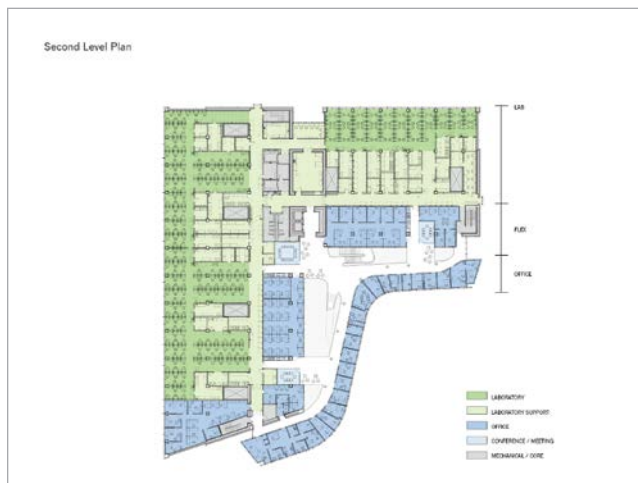 Second Level Plan
LAB
FLEX
OFFICE
LABORATORY
LABORATORY SUPPORT
OFFICE
CONFERENCE / MEETING
MECHANICAL / CORE